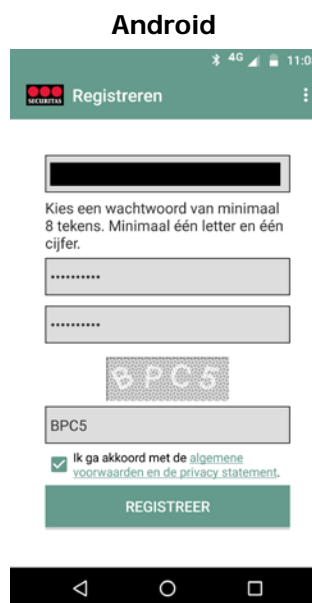 Android
4G 11:0
SECURITAS Registreren
Kies een wachtwoord van minimaal
8 tekens. Minimaal één letter en één
cijfer.
BPC5
BPC5
Ik ga akkoord met de algemene
voorwaarden en de privacy statement.
REGISTREER